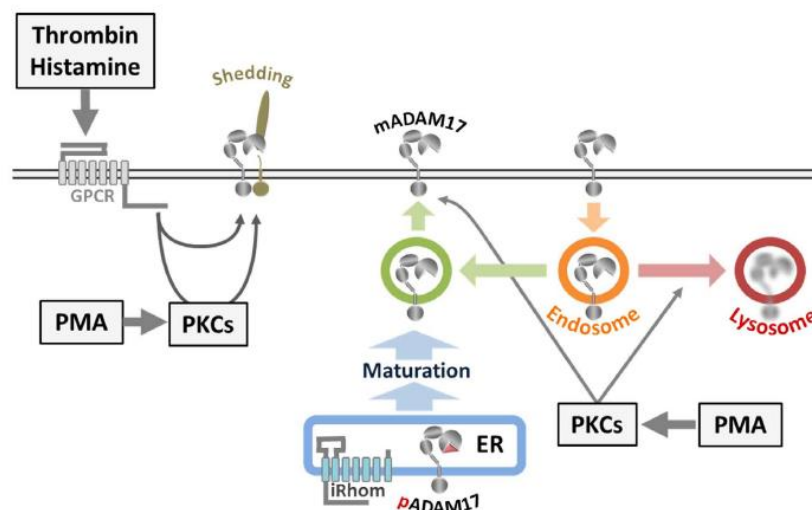 Thrombin
Histamine
Shedding
mADAM17
GPCR
PMA
PKCs
Endosome
Lysosome
Maturation
PKCs
PMA
ER
iRhom
pADAM17